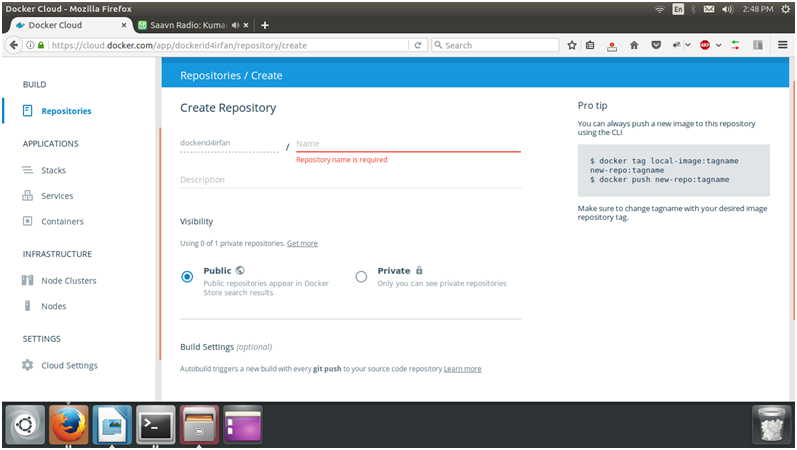 Docker Cloud - Mozilla Firefox
En
2:48 PM
Docker Cloud
Saavn Radio: Kuma
https://cloud.docker.com/app/dockerid4irfan/repository/create
Search
ABP
BUILD
Repositories
APPLICATIONS
Stacks
Services
Containers
INFRASTRUCTURE
Node Clusters
Nodes
SETTINGS
Cloud Settings
Repositories / Create
Create Repository
dockerid4irfan / Name
Repository name is required
Description
Visibility
Using 0 of 1 private repositories. Get more
Public
Public repositories appear in Docker
Store search results
Private
Only you can see private repositories
Build Settings (optional)
Autobuild triggers a new build with every git push to your source code repository Learn more
Pro tip
You can always push a new image to this repository
using the CLI
$ docker tag local-image:tagname
new-repo:tagname
$ docker push new-repo:tagname
Make sure to change tagname with your desired image
repository tag.